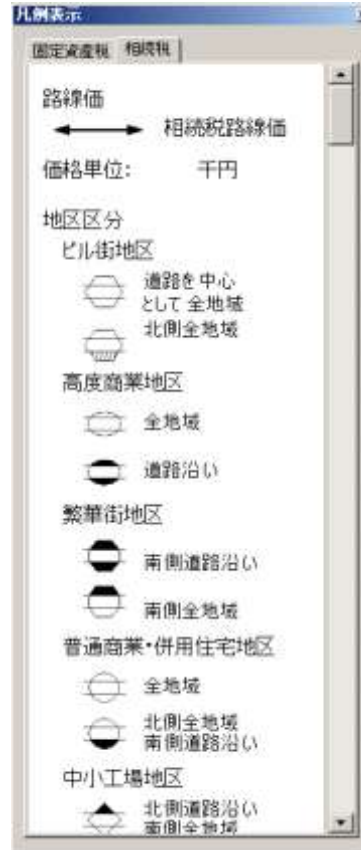 凡例表示
固定資産税 相続税
路線価
相続税路線価
価格単位: 千円
地区区分
ビル街地区
道路を中心
として全地域
北側全地域
高度商業地区
全地域
道路沿い
繁華街地区
南側道路沿い
南側全地域
普通商業・併用住宅地区
全地域
北側全地域
南側道路沿い
中小工場地区
北側道路沿い
南側全地域